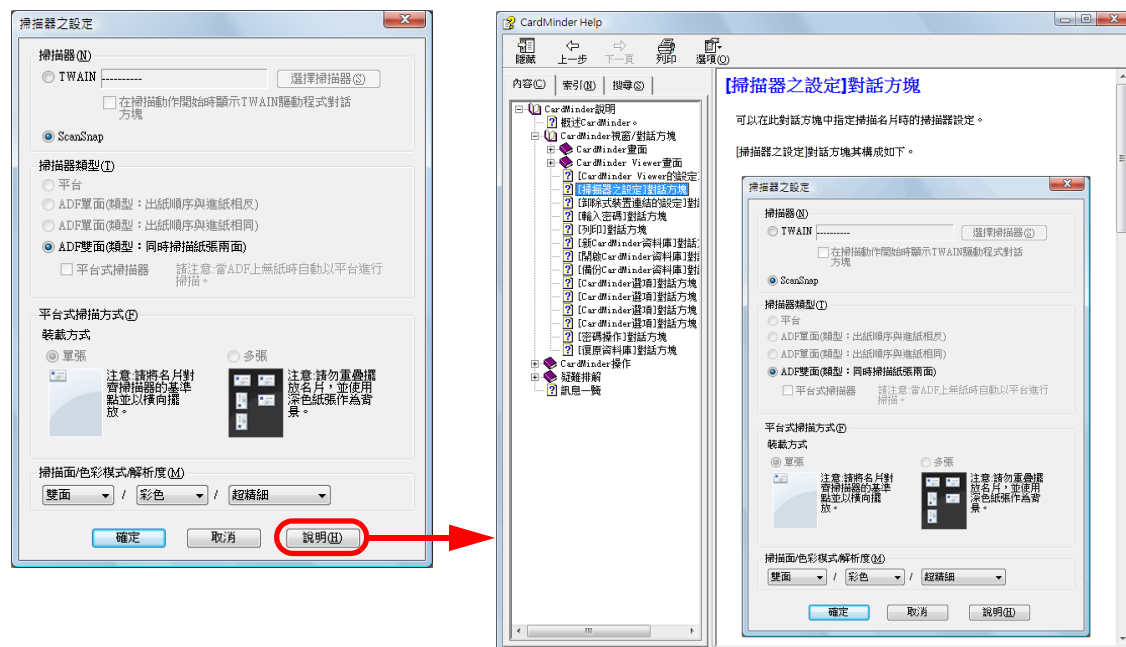 掃描器之設定
掃描器(N)
TWAIN ----------
選擇掃描器(S)
在掃描動作開始時顯示TWAIN驅動程式對話
方塊
ScanSnap
掃描器類型(T)
平台
ADF單面(類型：出紙順序與進紙相反)
ADF單面(類型：出紙順序與進紙相同)
ADF雙面(類型：同時掃描紙張兩面)
平台式掃描器
請注意:當ADF上無紙時自動以平台進行
掃描。
平台式掃描方式(F)
裝載方式
單張
多張
注意:請將名片對
齊掃描器的基準
點並以橫向擺
放。
注意:請勿重疊擺
放名片，並使用
深色紙張作為背
景。
掃描面/色彩模式/解析度(M)
雙面 / 彩色 / 超精細
確定
取消
說明(H)
CardMinder Help
隱藏
上一步
下一頁
列印
選項(O)
內容(C)
索引(N)
搜尋(S)
CardMinder說明
概述CardMinder。
CardMinder視窗/對話方塊
CardMinder畫面
CardMinder Viewer畫面
[CardMinder Viewer的設定
[掃描器之設定]對話方塊
[卸除式裝置連結的設定]對
[輸入密碼]對話方塊
[列印]對話方塊
[新CardMinder資料庫]對話
[開啟CardMinder資料庫]對
[備份CardMinder資料庫]對
[CardMinder選項]對話方塊
[CardMinder選項]對話方塊
[CardMinder選項]對話方塊
[CardMinder選項]對話方塊
[密碼操作]對話方塊
[復原資料庫]對話方塊
CardMinder操作
疑難排解
訊息一覽
[掃描器之設定]對話方塊
可以在此對話方塊中指定掃描名片時的掃描器設定。
[掃描器之設定]對話方塊其構成如下。
掃描器之設定
掃描器(N)
TWAIN ----------
選擇掃描器(S)
在掃描動作開始時顯示TWAIN驅動程式對話
方塊
ScanSnap
掃描器類型(T)
平台
ADF單面(類型：出紙順序與進紙相反)
ADF單面(類型：出紙順序與進紙相同)
ADF雙面(類型：同時掃描紙張兩面)
平台式掃描器
請注意:當ADF上無紙時自動以平台進行
掃描。
平台式掃描方式(F)
裝載方式
單張
多張
注意:請將名片對
齊掃描器的基準
點並以橫向擺
放。
注意:請勿重疊擺
放名片，並使用
深色紙張作為背
景。
掃描面/色彩模式/解析度(M)
雙面 / 彩色 / 超精細
確定
取消
說明(H)